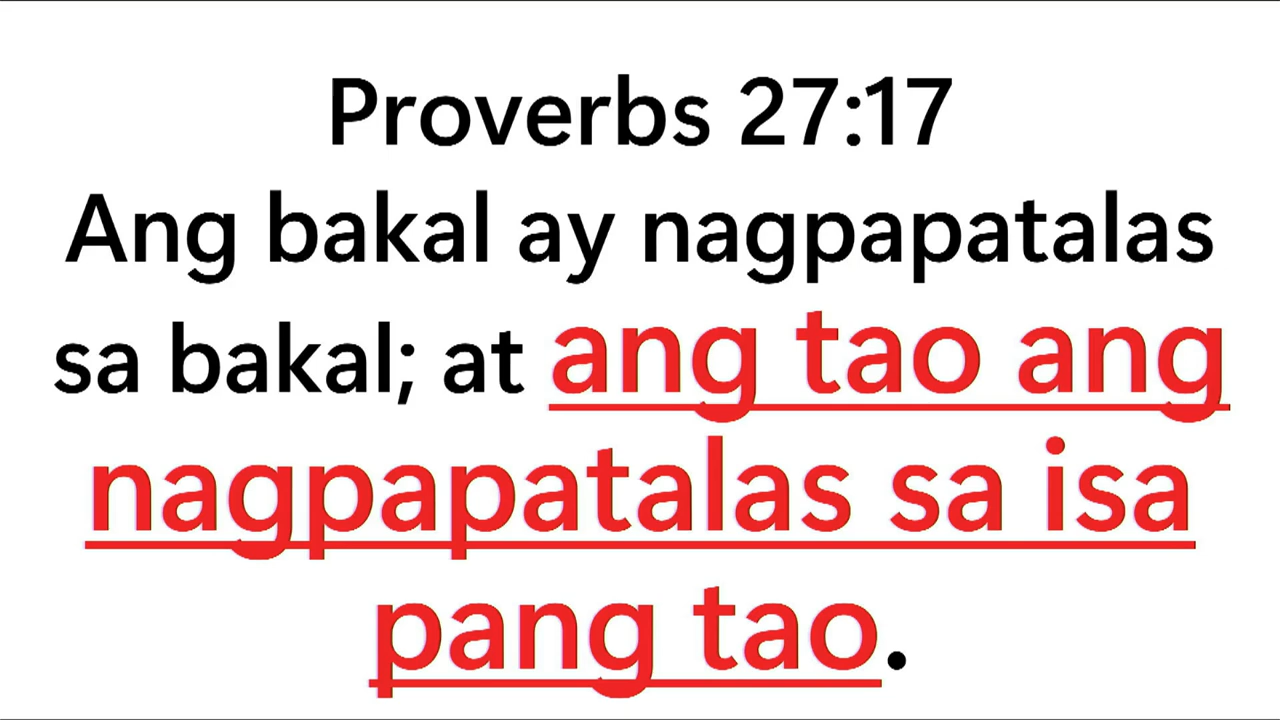 Proverbs 27:17
Ang bakal ay nagpapatalas
sa bakal; at ang tao ang
nagpapatalas sa isa
pang tao.